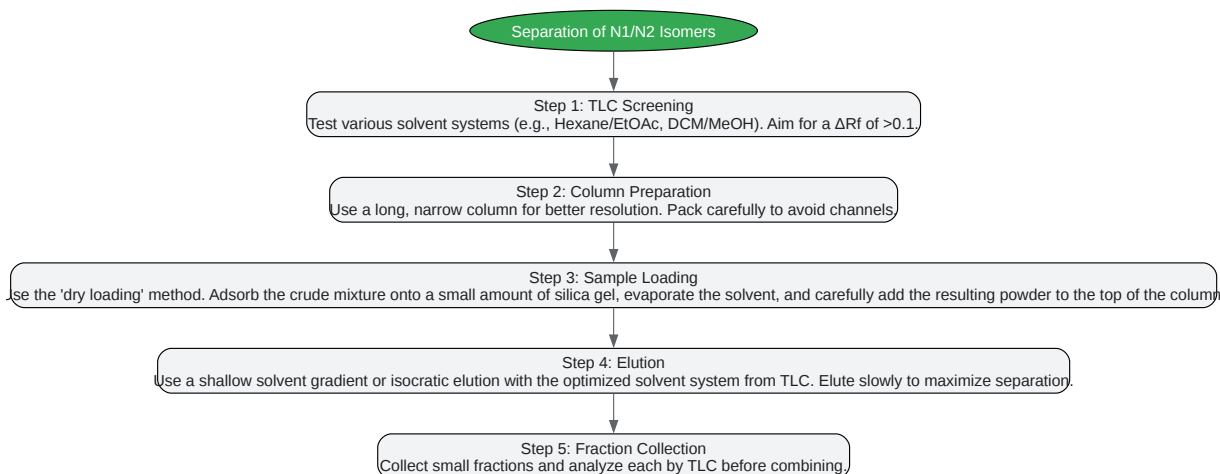 Separation of N1/N2 Isomers
Step 1: TLC Screening
Test various solvent systems (e.g., Hexane/EtOAc, DCM/MeOH). Aim for a ΔRf of >0.1.
Step 2: Column Preparation
Use a long, narrow column for better resolution. Pack carefully to avoid channels.
Step 3: Sample Loading
Use the 'dry loading' method. Adsorb the crude mixture onto a small amount of silica gel, evaporate the solvent, and carefully add the resulting powder to the top of the column
Step 4: Elution
Use a shallow solvent gradient or isocratic elution with the optimized solvent system from TLC. Elute slowly to maximize separation.
Step 5: Fraction Collection
Collect small fractions and analyze each by TLC before combining.